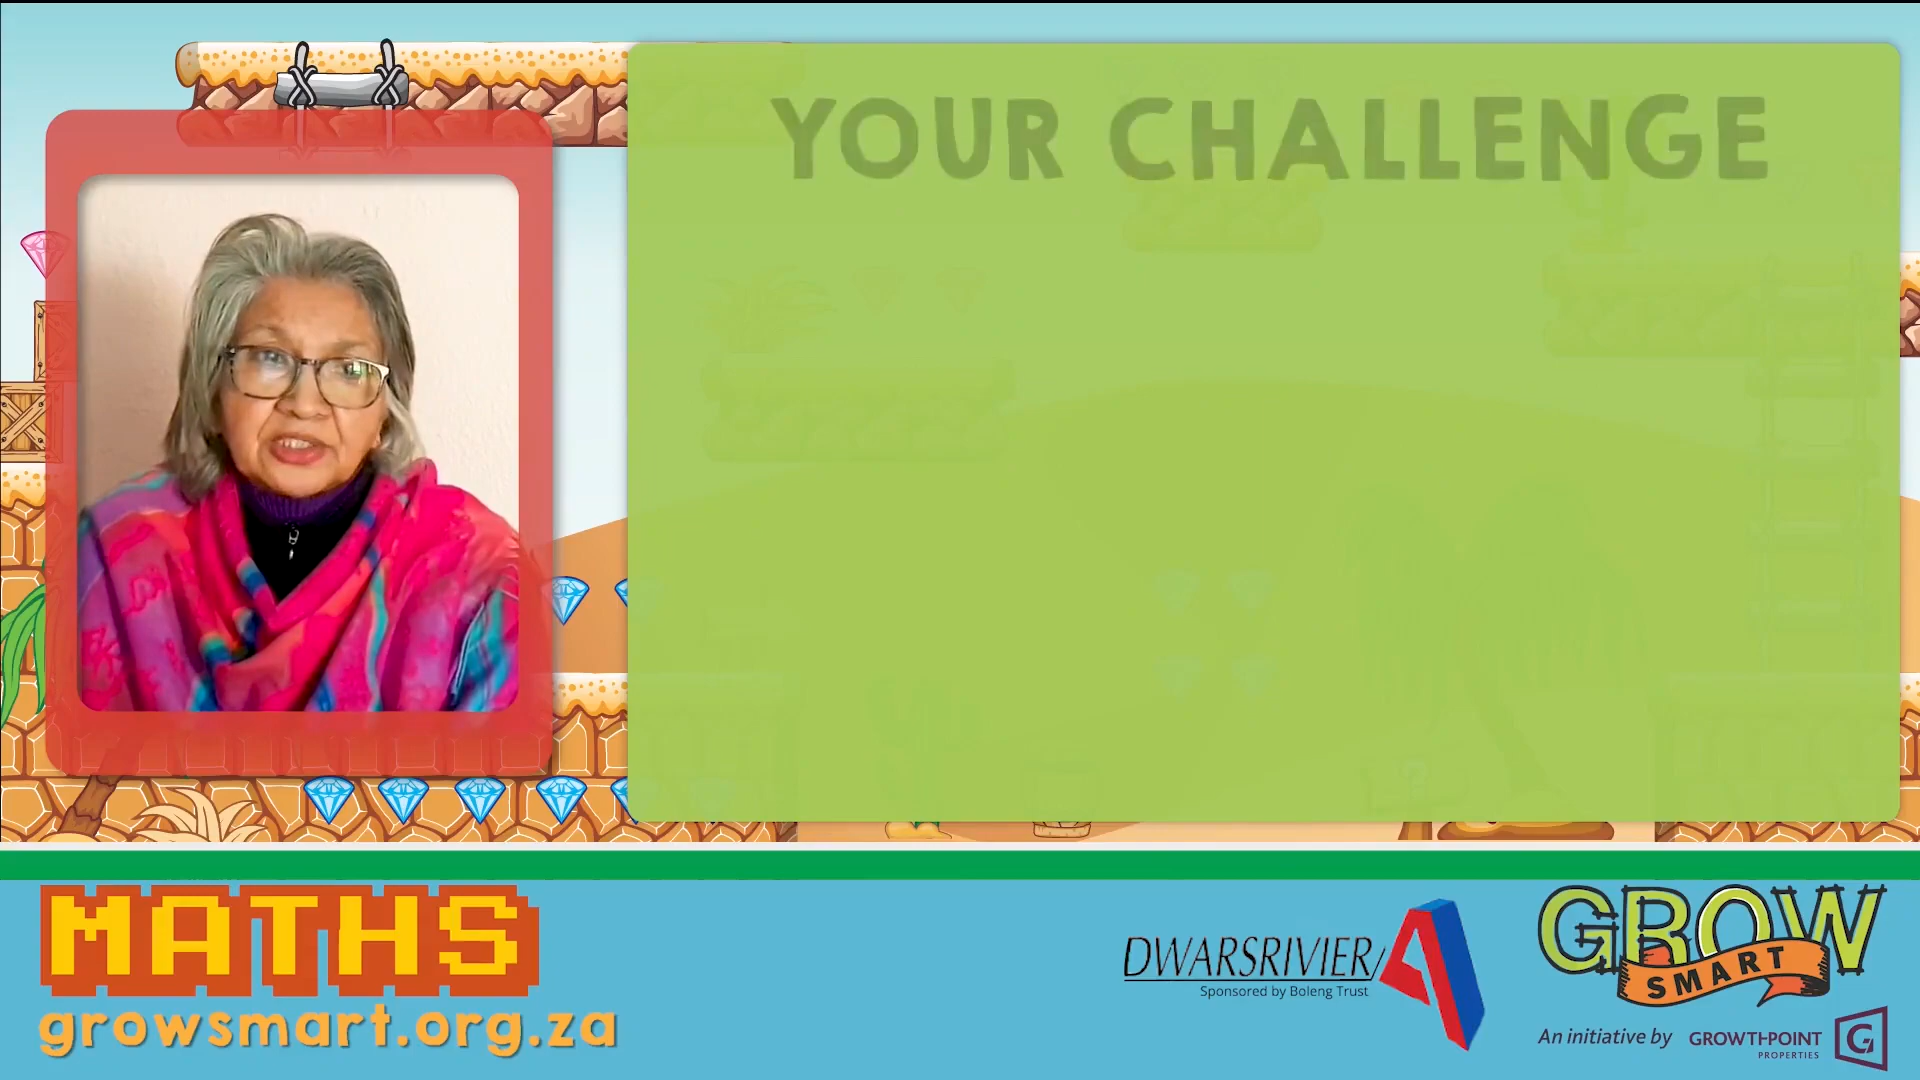 YOUR CHALLENGE
MATHS
growsmart.org.za
DWARSRIVIER
Sponsored by Boleng Trust
GROW
SMART
An initiative by GROWTHPOINT
PROPERTIES